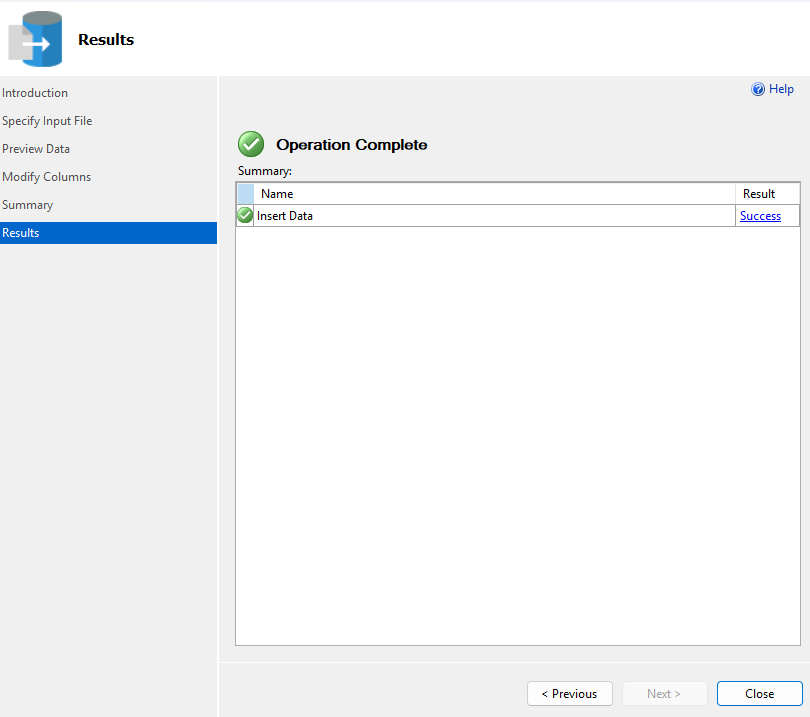 Results
Introduction
Specify Input File
Preview Data
Modify Columns
Summary
Results
? Help
Operation Complete
Summary:
Name Result
Insert Data Success
< Previous Next > Close